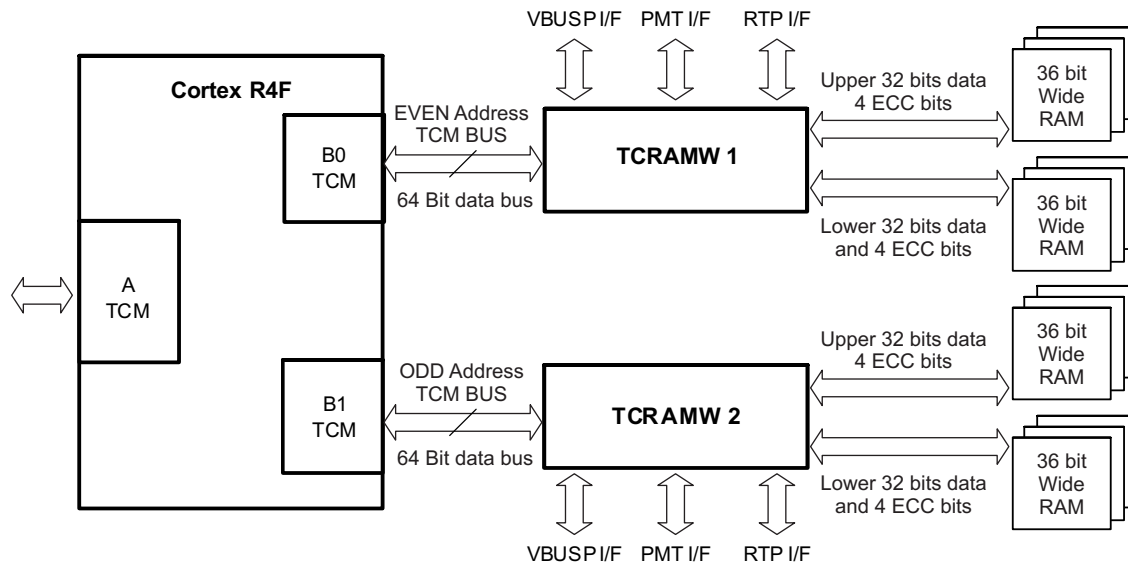 VBUSP I/F
PMT I/F
RTP I/F
Cortex R4F
EVEN Address
TCM BUS
64 Bit data bus
B0
TCM
TCRAMW 1
Upper 32 bits data
4 ECC bits
36 bit
Wide
RAM
Lower 32 bits data
and 4 ECC bits
36 bit
Wide
RAM
A
TCM
ODD Address
TCM BUS
64 Bit data bus
B1
TCM
TCRAMW 2
Upper 32 bits data
4 ECC bits
36 bit
Wide
RAM
Lower 32 bits data
and 4 ECC bits
36 bit
Wide
RAM
VBUSP I/F
PMT I/F
RTP I/F